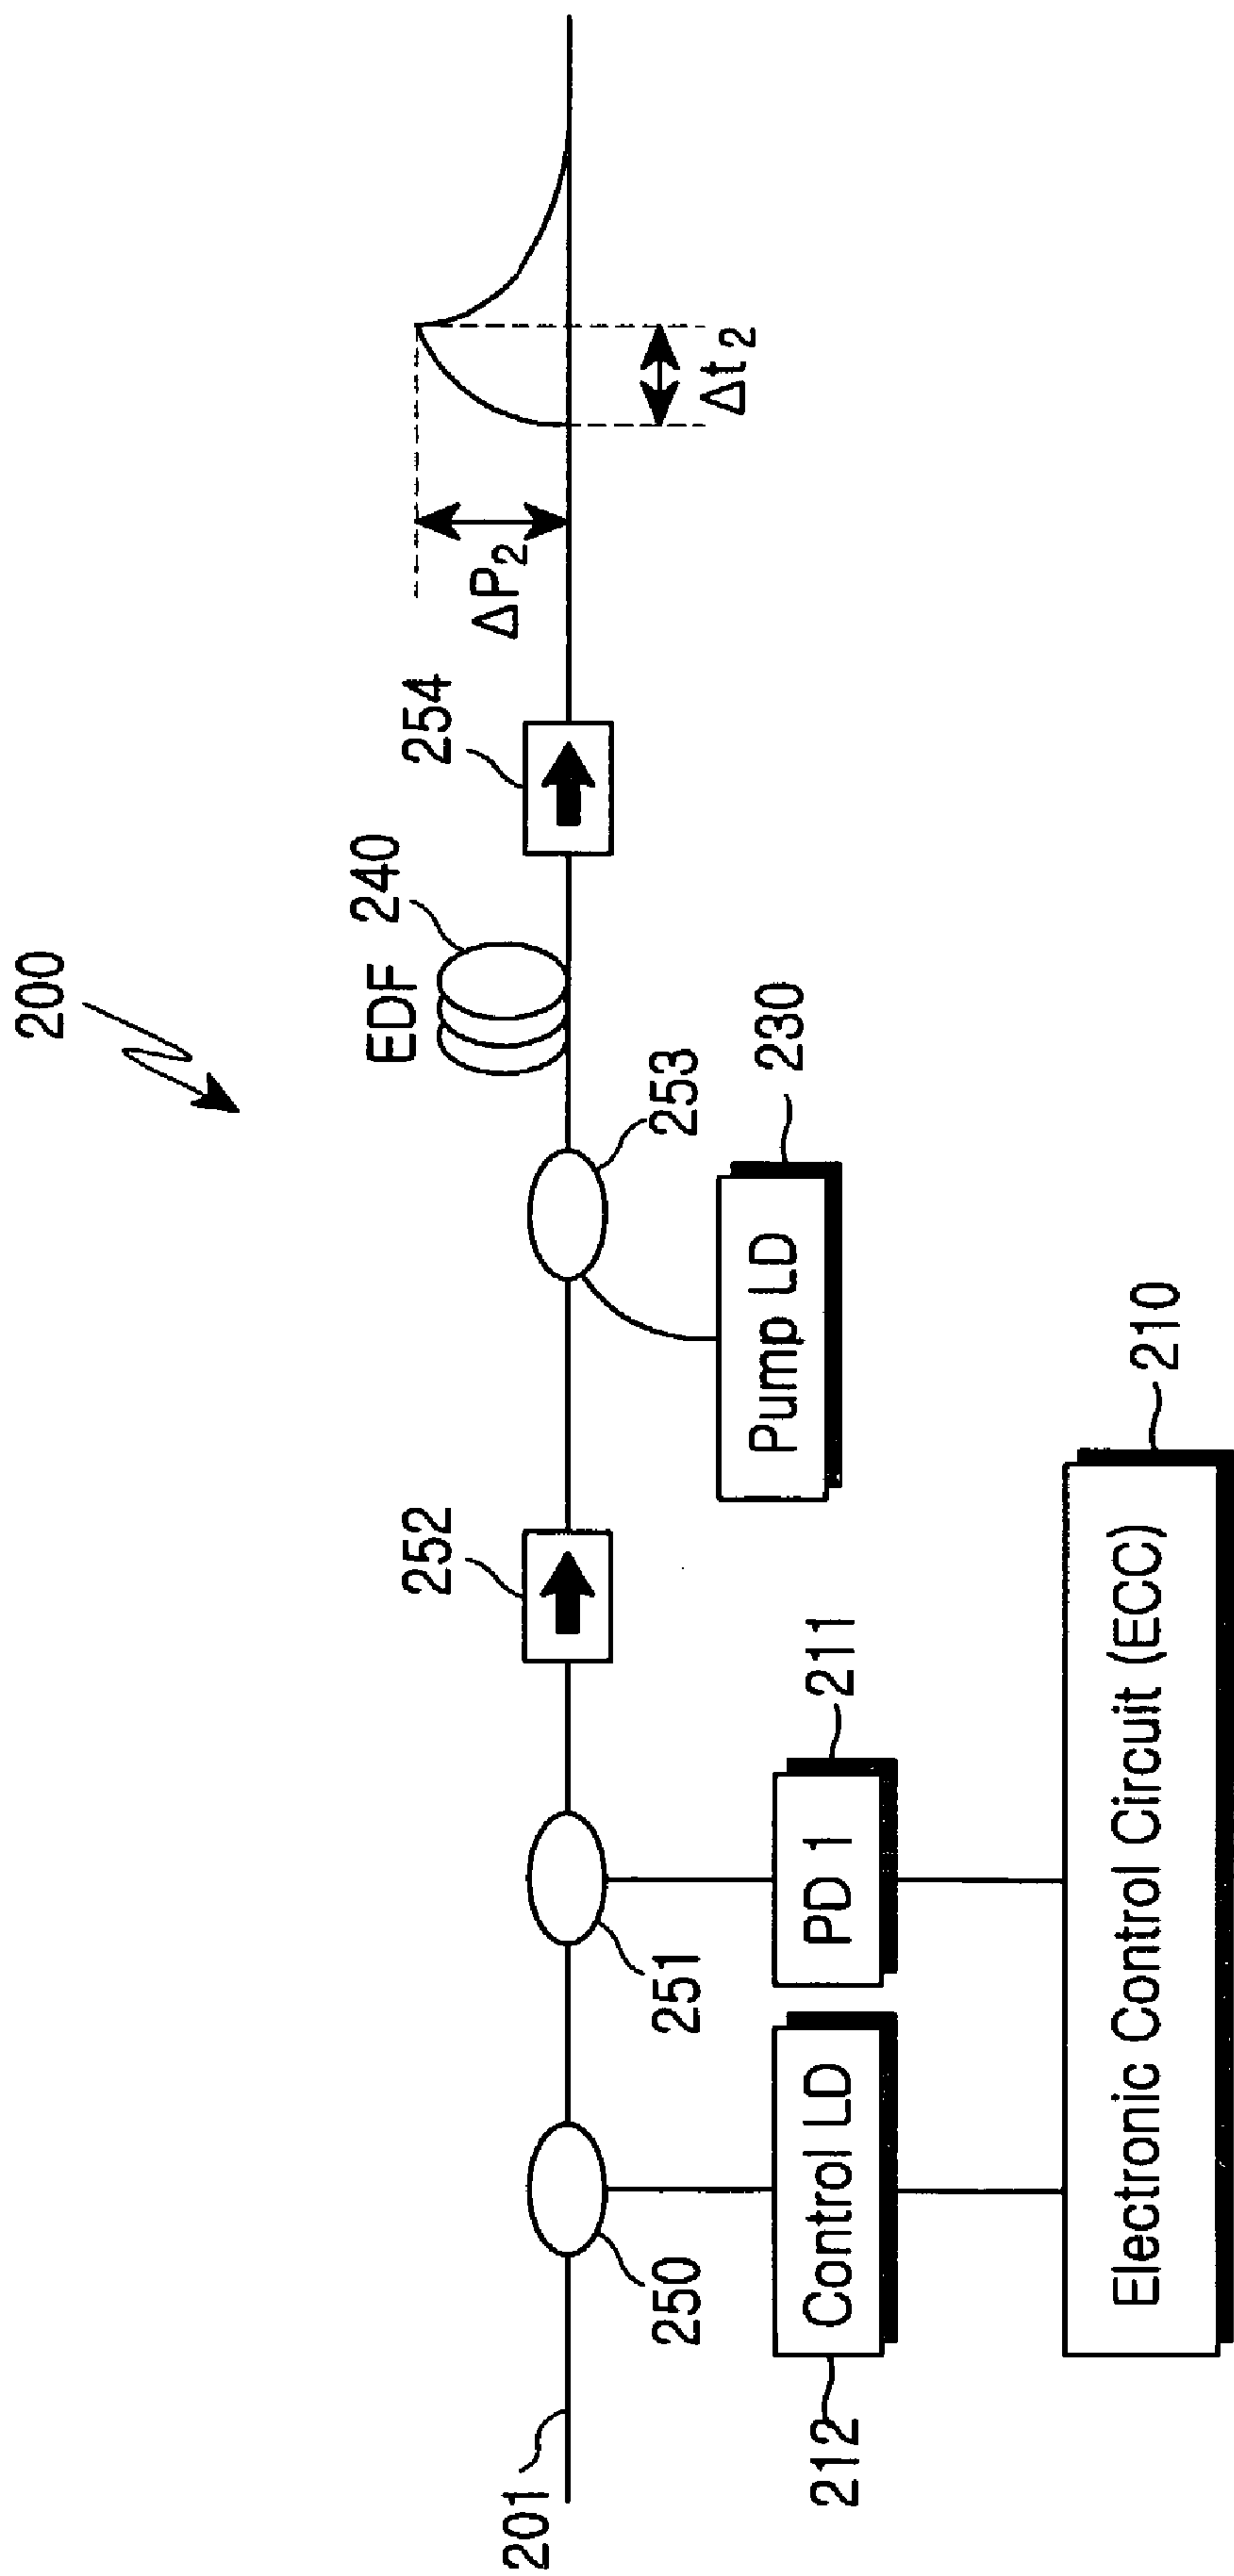 200
EDF 240
252
254
ΔP2
Δt2
201
250
251
253
230
Pump LD
211
PD 1
Control LD
212
210
Electronic Control Circuit (ECC)